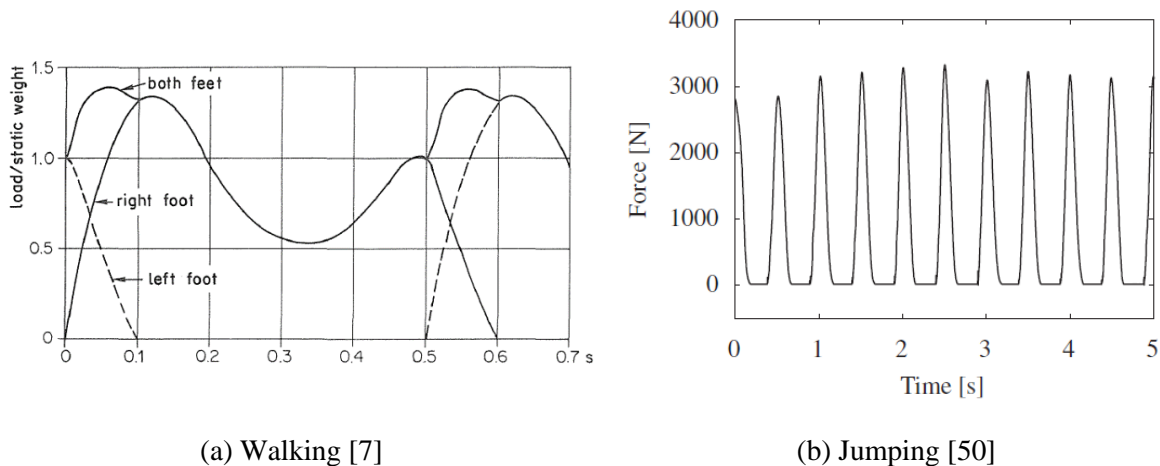 1.5
1.0
0.5
0
load/static weight
both feet
right foot
left foot
0 0.1 0.2 0.3 0.4 0.5 0.6 0.7 s
(a) Walking [7]
4000
3000
2000
1000
0
Force [N]
0 1 2 3 4 5
Time [s]
(b) Jumping [50]